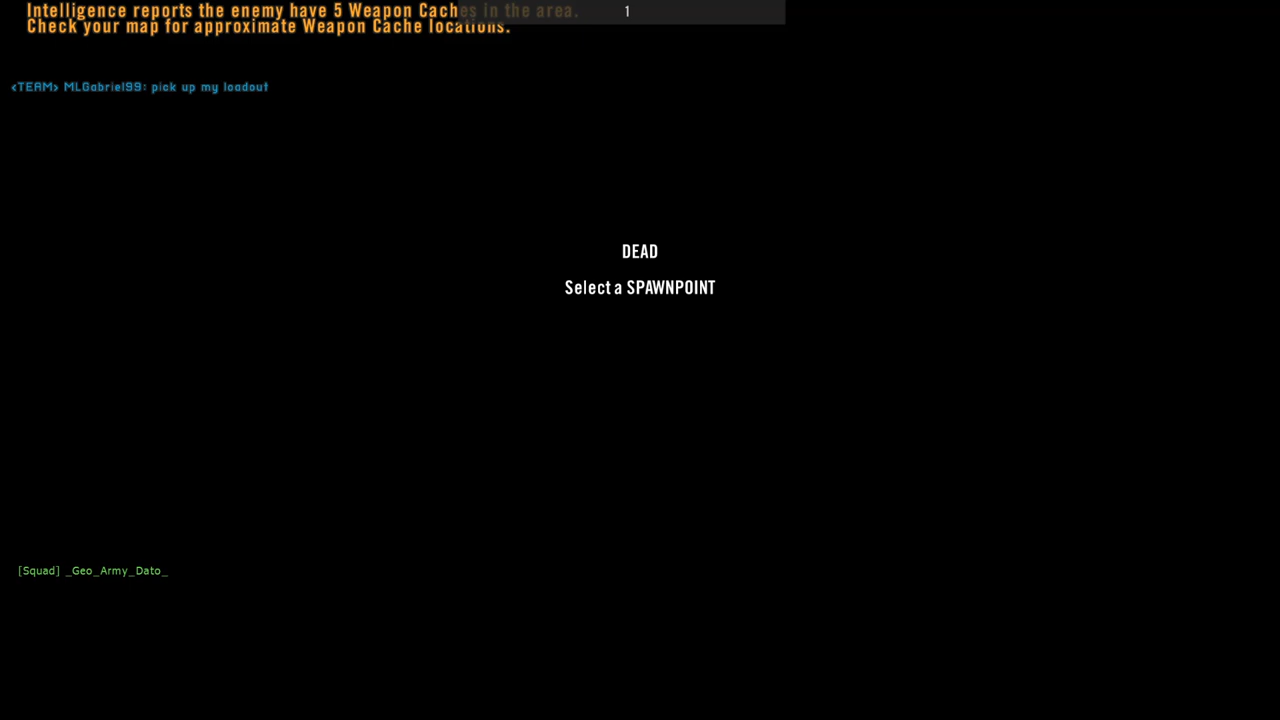 Intelligence reports the enemy have 5 Weapon Caches in the area.
1
Check your map for approximate Weapon Cache locations.
<TEAM> MLGabriel99: pick up my loadout
DEAD
Select a SPAWNPOINT
[Squad] _Geo_Army_Dato_